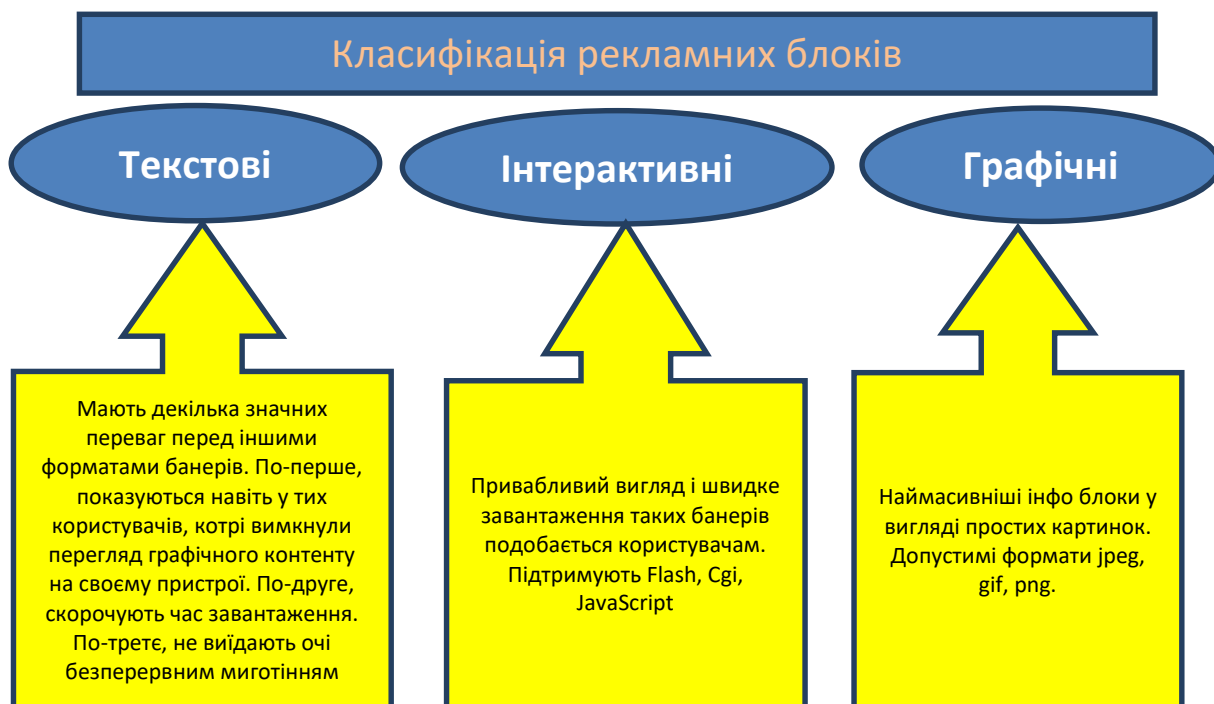 Класифікація рекламних блоків
Текстові
Інтерактивні
Графічні
Мають декілька значних
переваг перед іншими
форматами банерів. По-перше,
показуються навіть у тих
користувачів, котрі вимкнули
перегляд графічного контенту
на своєму пристрої. По-друге,
скорочують час завантаження.
По-третє, не виїдають очі
безперервним миготінням
Привабливий вигляд і швидке
завантаження таких банерів
подобається користувачам.
Підтримують Flash, Cgi,
JavaScript
Наймасивніші інфо блоки у
вигляді простих картинок.
Допустимі формати jpeg,
gif, png.